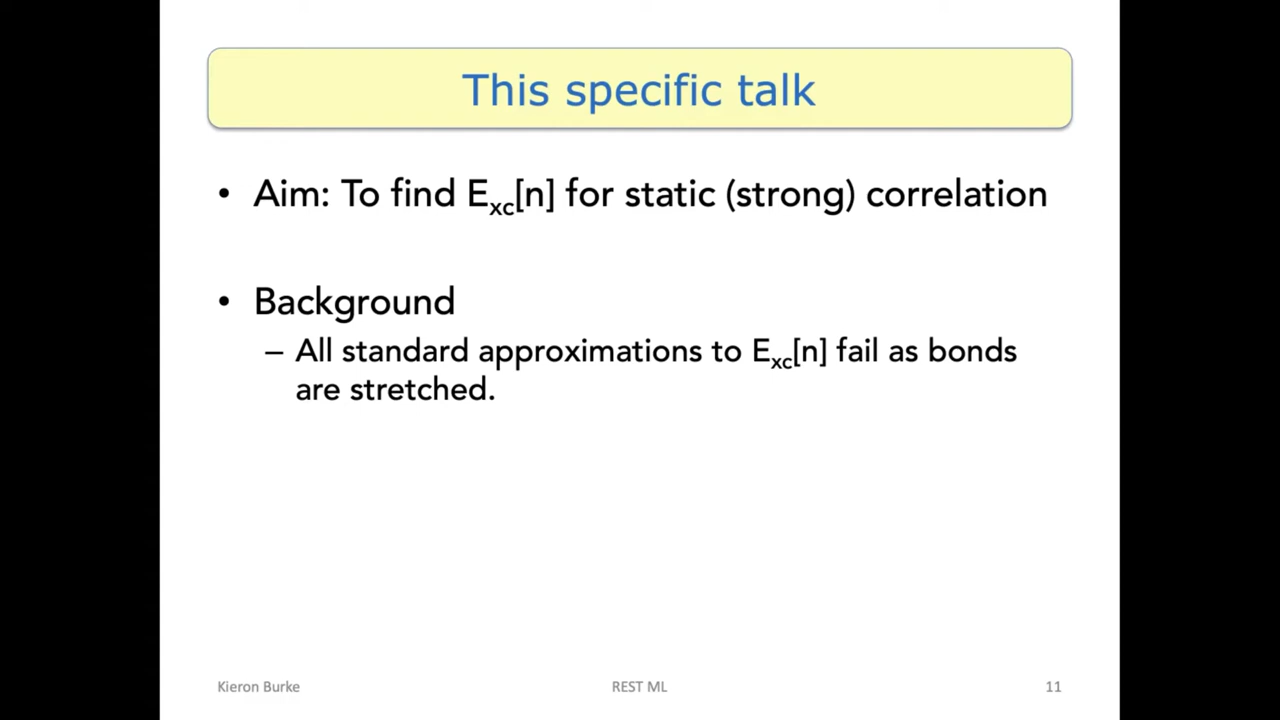 This specific talk
• Aim: To find Exc[n] for static (strong) correlation
• Background
– All standard approximations to Exc[n] fail as bonds
are stretched.
Kieron Burke REST ML 11